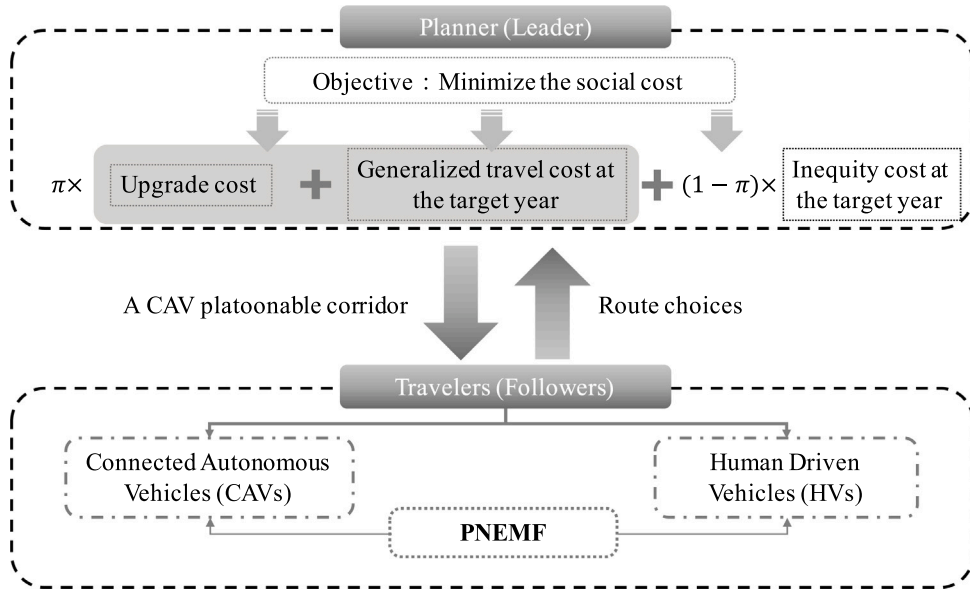 Planner (Leader)
Objective : Minimize the social cost
π× Upgrade cost + Generalized travel cost at the target year + (1 − π)× Inequity cost at the target year
A CAV platoonable corridor
Route choices
Travelers (Followers)
Connected Autonomous
Vehicles (CAVs)
Human Driven
Vehicles (HVs)
PNEMF